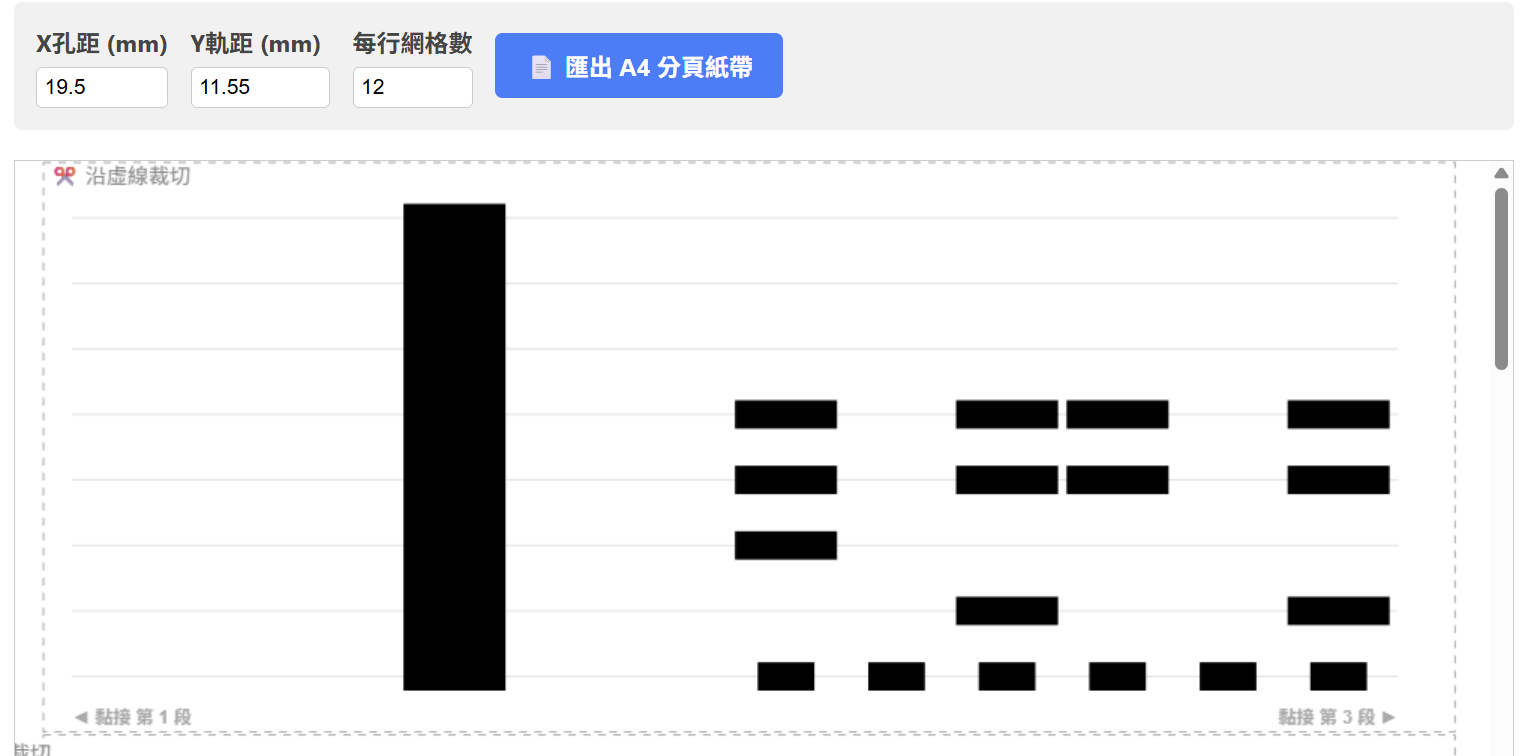 X孔距 (mm) Y軌距 (mm) 每行網格數
19.5 11.55 12 匯出 A4 分頁紙帶
沿虛線裁切
◀ 黏接 第 1 段 黏接 第 3 段 ▶
裁切